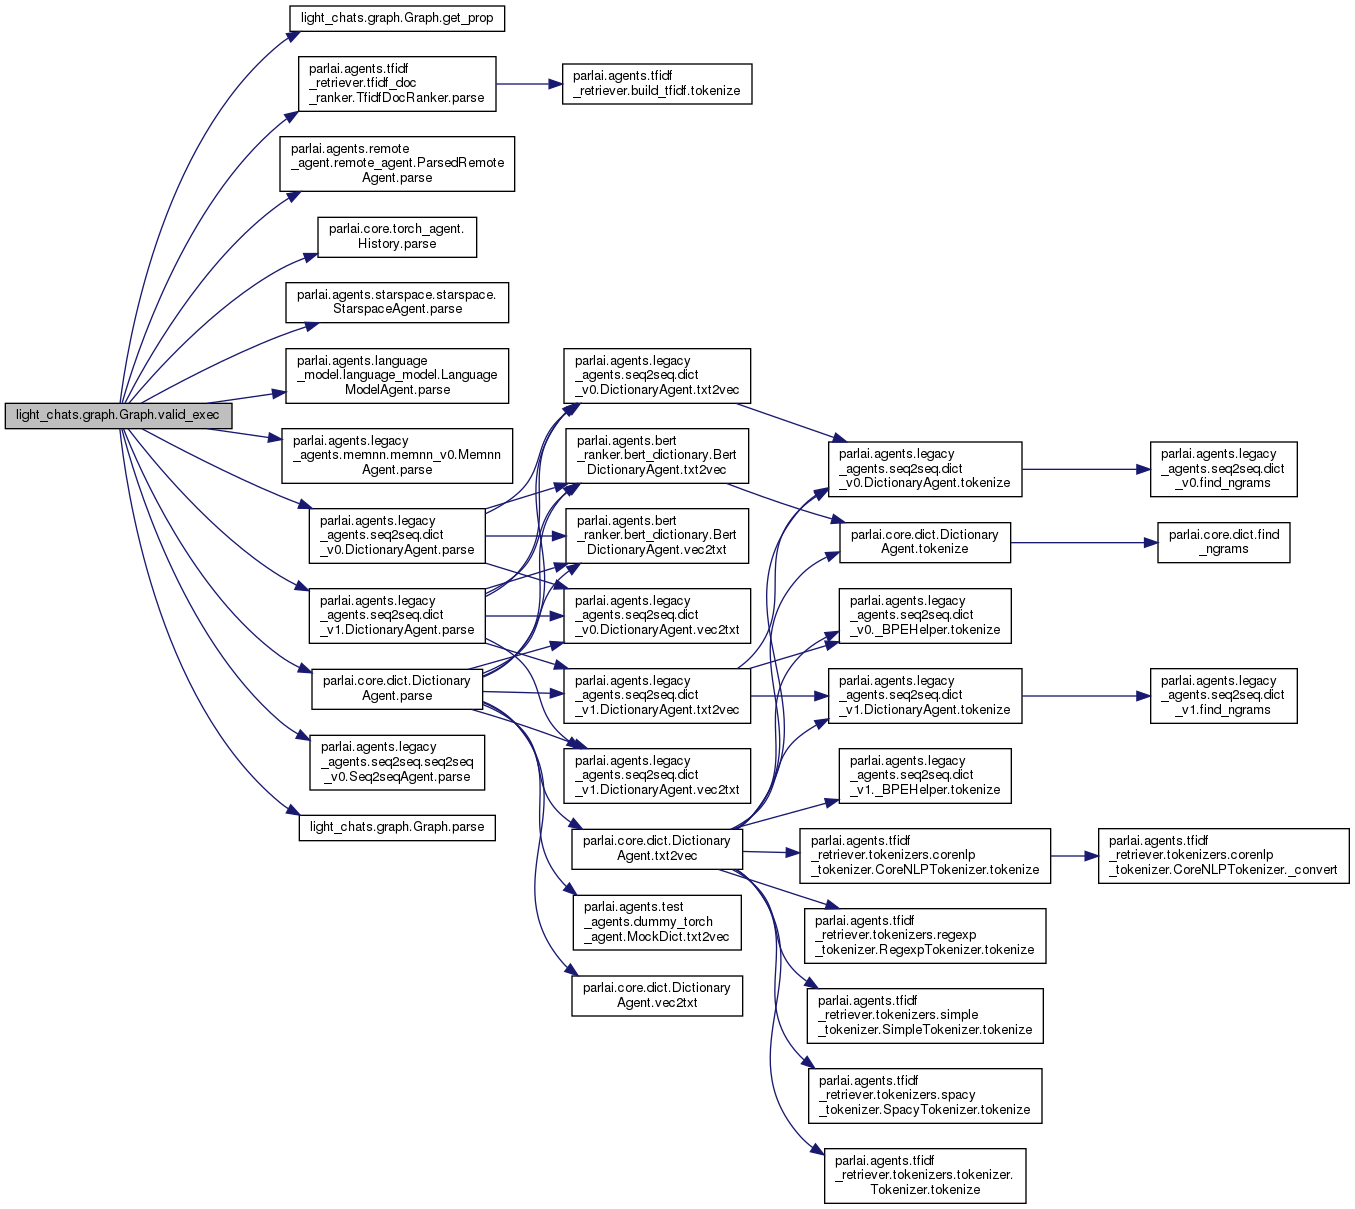 light_chats.graph.Graph.valid_exec
light_chats.graph.Graph.get_prop
parlai.agents.tfidf
_retriever.tfidf_doc
_ranker.TfidfDocRanker.parse
parlai.agents.remote
_agent.remote_agent.ParsedRemote
Agent.parse
parlai.core.torch_agent.
History.parse
parlai.agents.starspace.starspace.
StarspaceAgent.parse
parlai.agents.language
_model.language_model.Language
ModelAgent.parse
parlai.agents.legacy
_agents.memnn.memnn_v0.Memnn
Agent.parse
parlai.agents.legacy
_agents.seq2seq.dict
_v0.DictionaryAgent.parse
parlai.agents.legacy
_agents.seq2seq.dict
_v1.DictionaryAgent.parse
parlai.core.dict.Dictionary
Agent.parse
parlai.agents.legacy
_agents.seq2seq.seq2seq
_v0.Seq2seqAgent.parse
light_chats.graph.Graph.parse
parlai.agents.tfidf
_retriever.build_tfidf.tokenize
parlai.agents.legacy
_agents.seq2seq.dict
_v0.DictionaryAgent.txt2vec
parlai.agents.bert
_ranker.bert_dictionary.Bert
DictionaryAgent.txt2vec
parlai.agents.bert
_ranker.bert_dictionary.Bert
DictionaryAgent.vec2txt
parlai.agents.legacy
_agents.seq2seq.dict
_v0.DictionaryAgent.vec2txt
parlai.agents.legacy
_agents.seq2seq.dict
_v1.DictionaryAgent.txt2vec
parlai.agents.legacy
_agents.seq2seq.dict
_v1.DictionaryAgent.vec2txt
parlai.core.dict.Dictionary
Agent.txt2vec
parlai.agents.test
_agents.dummy_torch
_agent.MockDict.txt2vec
parlai.core.dict.Dictionary
Agent.vec2txt
parlai.agents.legacy
_agents.seq2seq.dict
_v0.DictionaryAgent.tokenize
parlai.core.dict.Dictionary
Agent.tokenize
parlai.agents.legacy
_agents.seq2seq.dict
_v0._BPEHelper.tokenize
parlai.agents.legacy
_agents.seq2seq.dict
_v1.DictionaryAgent.tokenize
parlai.agents.legacy
_agents.seq2seq.dict
_v1._BPEHelper.tokenize
parlai.agents.tfidf
_retriever.tokenizers.corenlp
_tokenizer.CoreNLPTokenizer.tokenize
parlai.agents.tfidf
_retriever.tokenizers.regexp
_tokenizer.RegexpTokenizer.tokenize
parlai.agents.tfidf
_retriever.tokenizers.simple
_tokenizer.SimpleTokenizer.tokenize
parlai.agents.tfidf
_retriever.tokenizers.spacy
_tokenizer.SpacyTokenizer.tokenize
parlai.agents.tfidf
_retriever.tokenizers.tokenizer.
Tokenizer.tokenize
parlai.agents.legacy
_agents.seq2seq.dict
_v0.find_ngrams
parlai.core.dict.find
_ngrams
parlai.agents.legacy
_agents.seq2seq.dict
_v1.find_ngrams
parlai.agents.tfidf
_retriever.tokenizers.corenlp
_tokenizer.CoreNLPTokenizer._convert